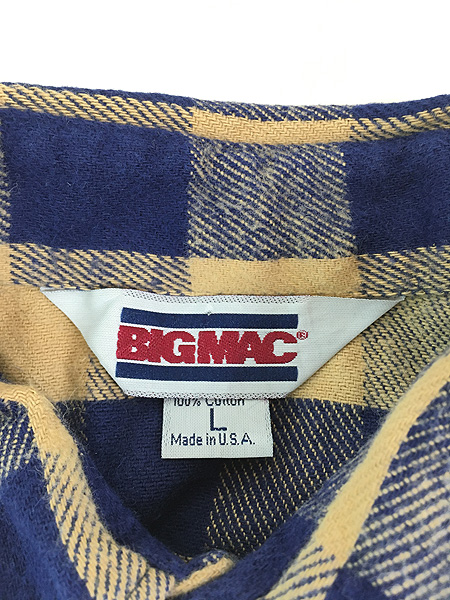 BIGMAC®
100% Cotton
L
Made in U.S.A.